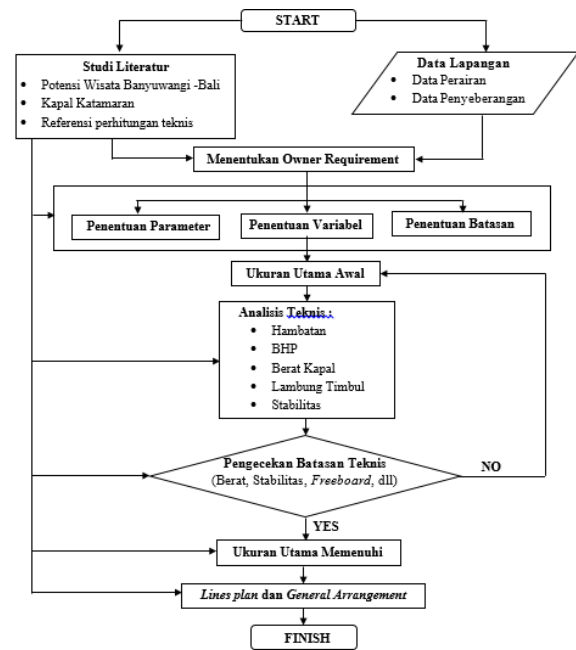 START
Studi Literatur
• Potensi Wisata Banyuwangi -Bali
• Kapal Katamaran
• Referensi perhitungan teknis
Data Lapangan
• Data Perairan
• Data Penyeberangan
Menentukan Owner Requirement
Penentuan Parameter
Penentuan Variabel
Penentuan Batasan
Ukuran Utama Awal
Analisis Teknis :
• Hambatan
• BHP
• Berat Kapal
• Lambung Timbul
• Stabilitas
Pengecekan Batasan Teknis
(Berat, Stabilitas, Freeboard, dll)
NO
YES
Ukuran Utama Memenuhi
Lines plan dan General Arrangement
FINISH